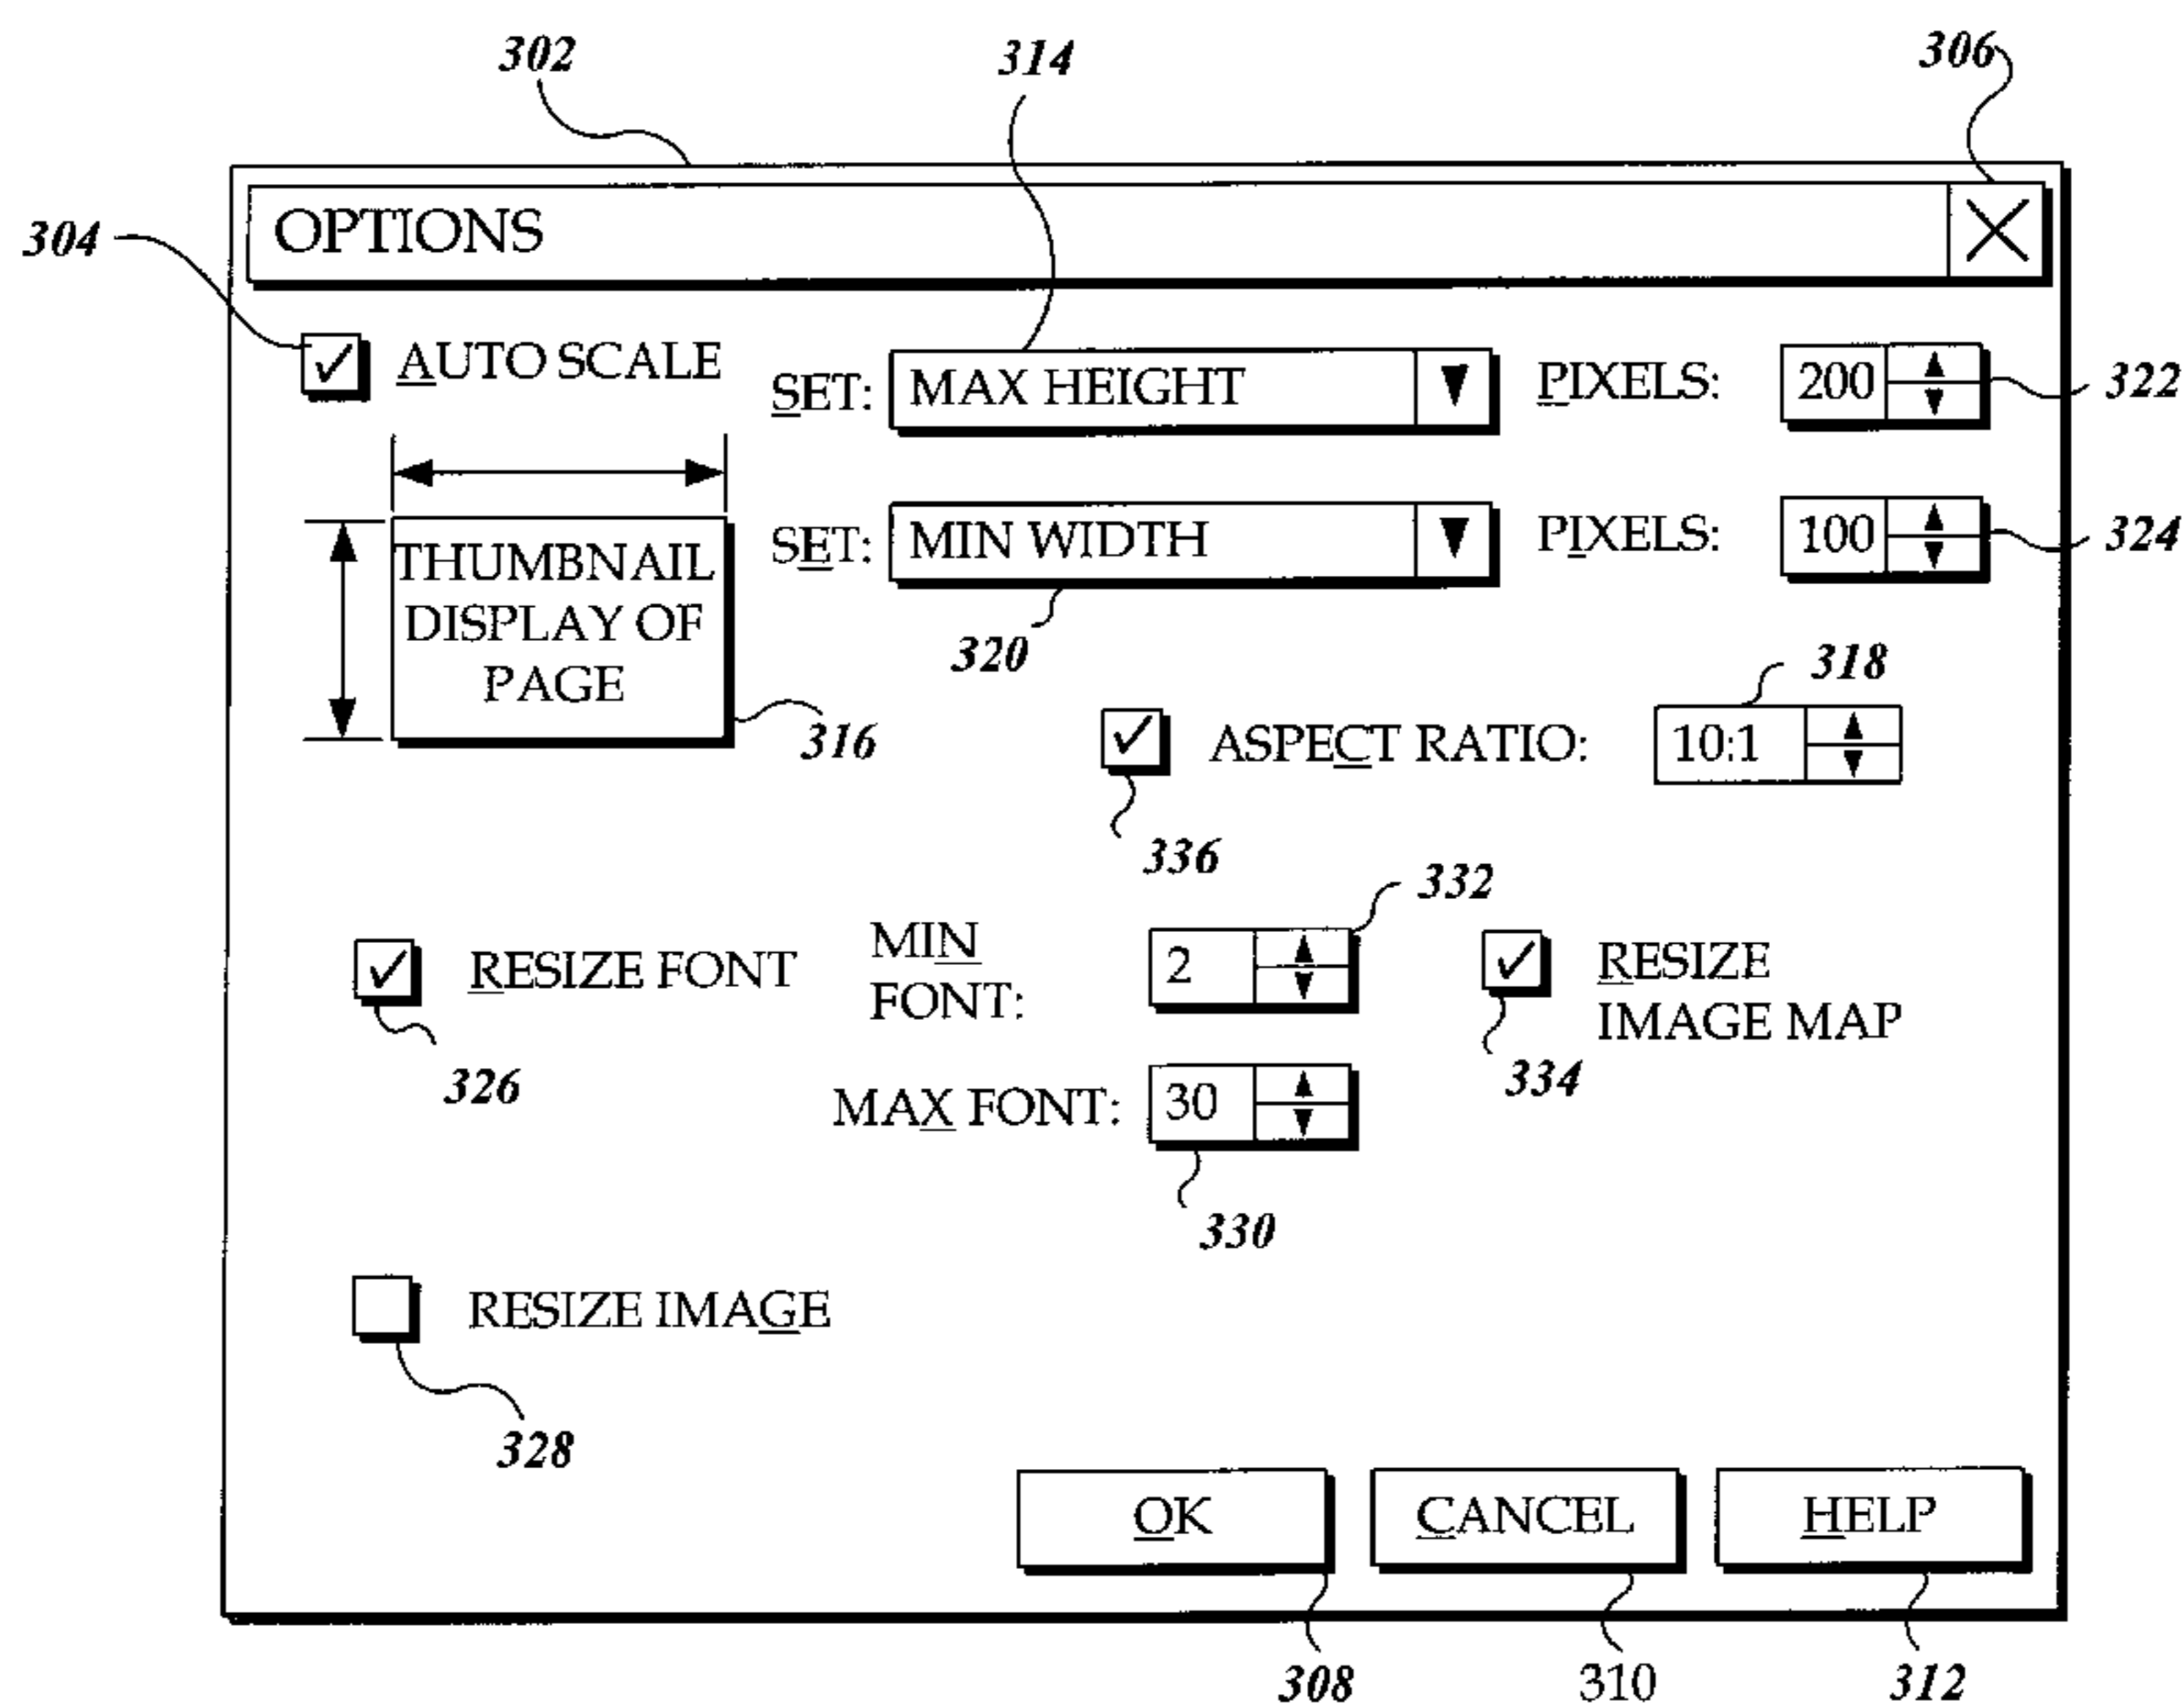 302
314
306
304
OPTIONS
AUTO SCALE
SET: MAX HEIGHT PIXELS: 200
322
SET: MIN WIDTH PIXELS: 100
324
THUMBNAIL
DISPLAY OF
PAGE
320
318
316
ASPECT RATIO: 10:1
336
332
RESIZE FONT
MIN
FONT:
2
RESIZE
IMAGE MAP
326
334
MAX FONT: 30
330
RESIZE IMAGE
328
OK CANCEL HELP
308 310 312